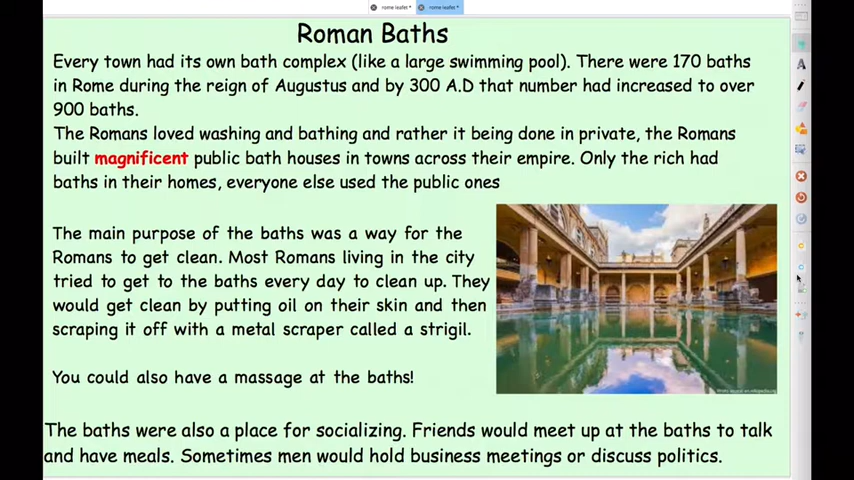 rome leafet*
rome leafet*
Roman Baths
Every town had its own bath complex (like a large swimming pool). There were 170 baths
in Rome during the reign of Augustus and by 300 A.D that number had increased to over
900 baths.
The Romans loved washing and bathing and rather it being done in private, the Romans
built magnificent public bath houses in towns across their empire. Only the rich had
baths in their homes, everyone else used the public ones
The main purpose of the baths was a way for the
Romans to get clean. Most Romans living in the city
tried to get to the baths every day to clean up. They
would get clean by putting oil on their skin and then
scraping it off with a metal scraper called a strigil.
You could also have a massage at the baths!
The baths were also a place for socializing. Friends would meet up at the baths to talk
and have meals. Sometimes men would hold business meetings or discuss politics.